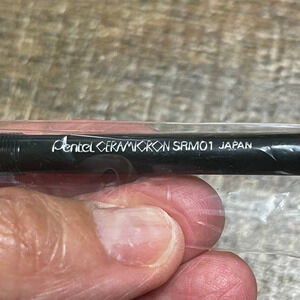 Pentel CERAMICRON SRM01 JAPAN